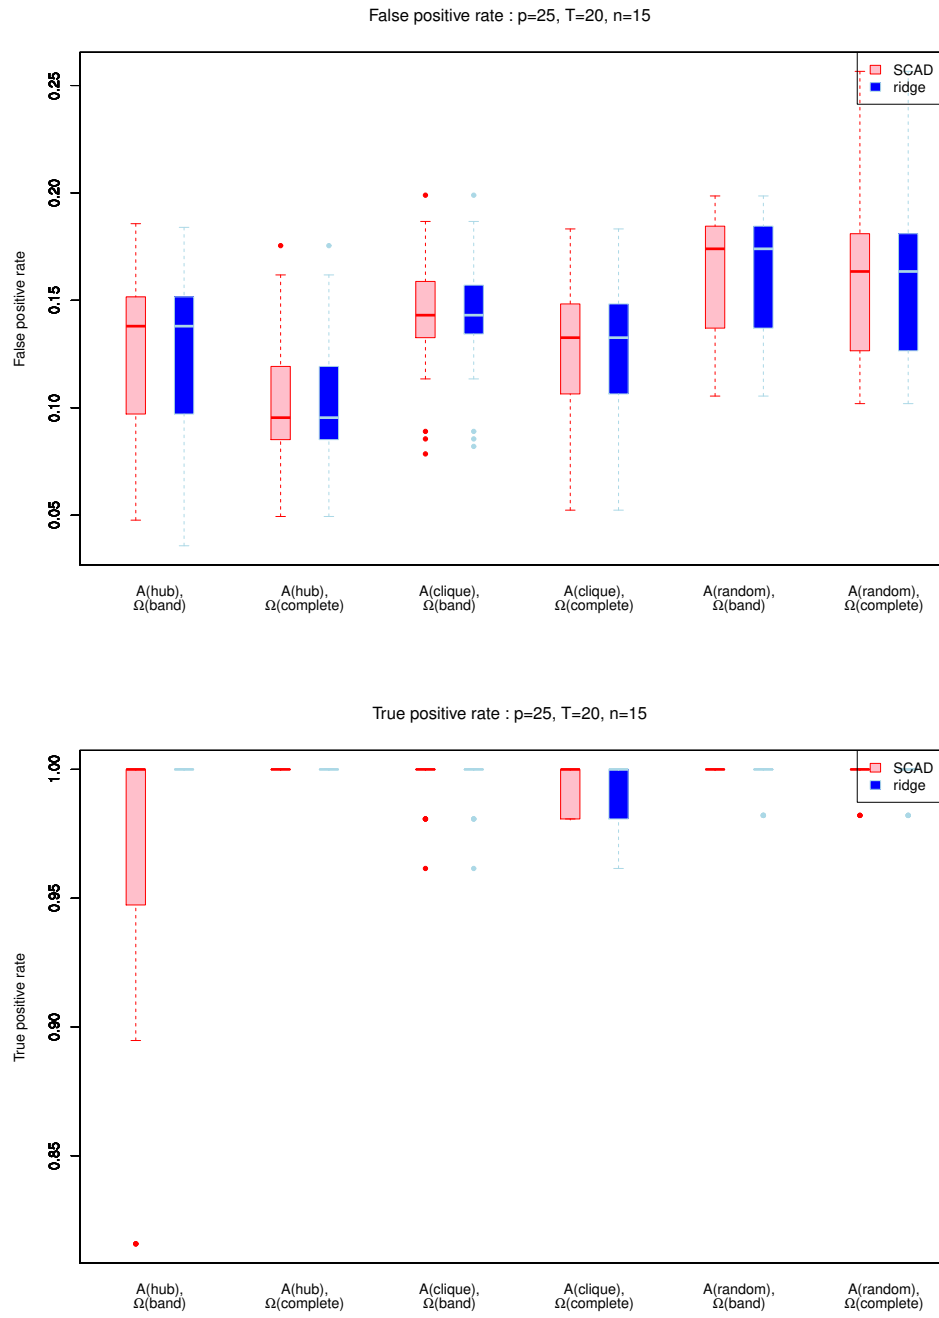 False positive rate : p=25, T=20, n=15
SCAD
ridge
False positive rate
0.25
0.20
0.15
0.10
0.05
A(hub), A(hub), A(clique), A(clique), A(random), A(random),
Ω(band) Ω(complete) Ω(band) Ω(complete) Ω(band) Ω(complete)
True positive rate : p=25, T=20, n=15
SCAD
ridge
True positive rate
1.00
0.95
0.90
0.85
A(hub), A(hub), A(clique), A(clique), A(random), A(random),
Ω(band) Ω(complete) Ω(band) Ω(complete) Ω(band) Ω(complete)